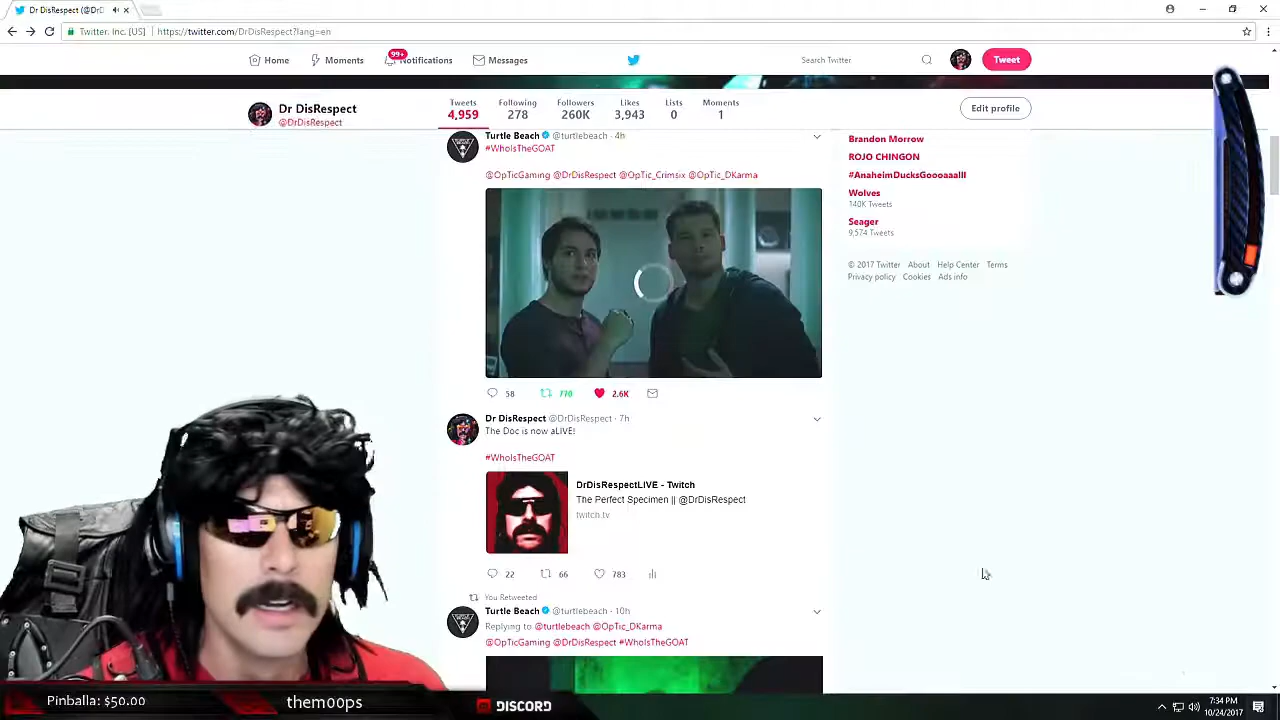 Dr DisRespect (@DrD
Twitter, Inc. [US]
https://twitter.com/DrDisRespect?lang=en
Home
Moments
99+
Notifications
Messages
Search Twitter
Tweet
Dr DisRespect
@DrDisRespect
Tweets
4,959
Following
278
Followers
260K
Likes
3,943
Lists
0
Moments
1
Edit profile
Turtle Beach @turtlebeach · 4h
#WhoIsTheGOAT
@OpTicGaming @DrDisRespect @OpTic_Crimsix @OpTic_DKarma
58
770
2.6K
Dr DisRespect @DrDisRespect · 7h
The Doc is now aLIVE!
#WhoIsTheGOAT
DrDisRespectLIVE - Twitch
The Perfect Specimen || @DrDisRespect
twitch.tv
22
66
783
You Retweeted
Turtle Beach @turtlebeach · 10h
Replying to @turtlebeach @OpTic_DKarma
@OpTicGaming @DrDisRespect #WhoIsTheGOAT
Brandon Morrow
ROJO CHINGON
#AnaheimDucksGoooaaalll
Wolves
140K Tweets
Seager
9,574 Tweets
© 2017 Twitter About Help Center Terms
Privacy policy Cookies Ads info
Pinballa: $50.00
them00ps
DISCORD
7:34 PM
10/24/2017